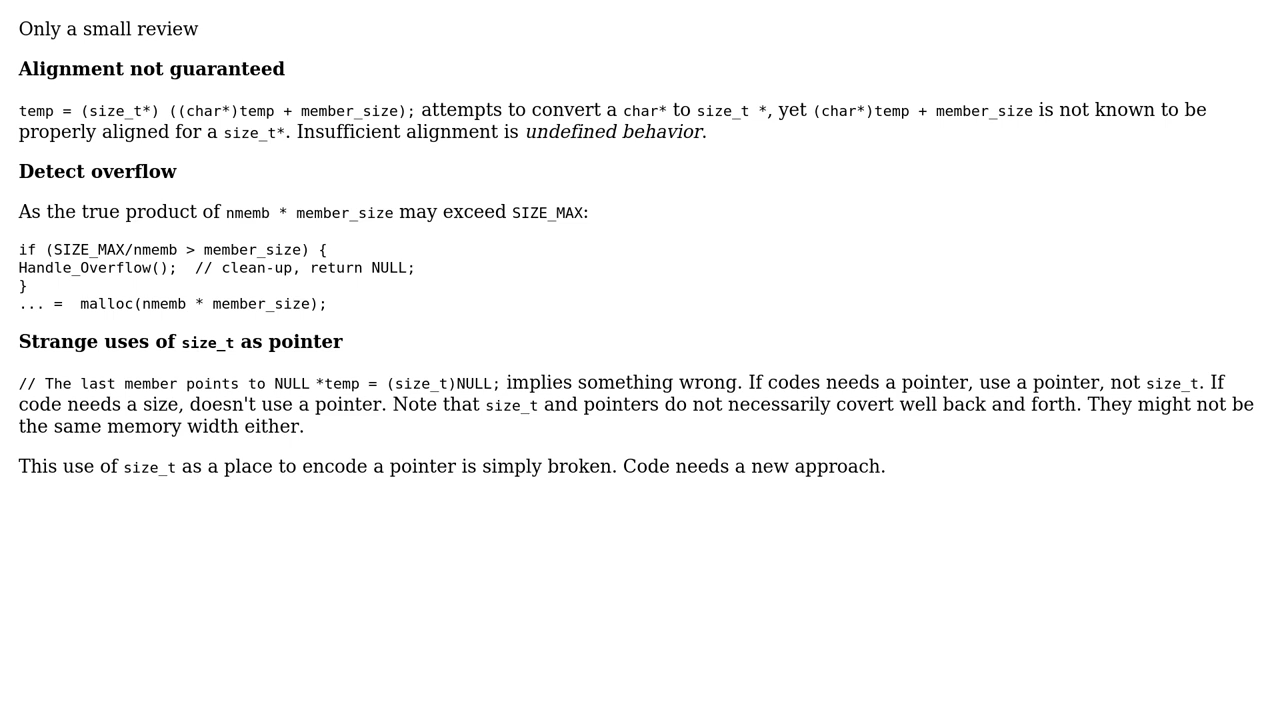 Only a small review
Alignment not guaranteed
temp = (size_t*) ((char*)temp + member_size); attempts to convert a char* to size_t *, yet (char*)temp + member_size is not known to be
properly aligned for a size_t*. Insufficient alignment is undefined behavior.
Detect overflow
As the true product of nmemb * member_size may exceed SIZE_MAX:
if (SIZE_MAX/nmemb > member_size) {
Handle_Overflow();  // clean-up, return NULL;
}
... =  malloc(nmemb * member_size);
Strange uses of size_t as pointer
// The last member points to NULL *temp = (size_t)NULL; implies something wrong. If codes needs a pointer, use a pointer, not size_t. If
code needs a size, doesn't use a pointer. Note that size_t and pointers do not necessarily covert well back and forth. They might not be
the same memory width either.
This use of size_t as a place to encode a pointer is simply broken. Code needs a new approach.